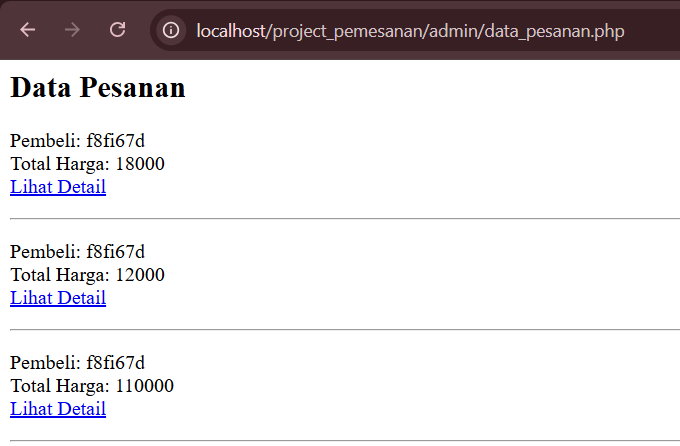 localhost/project_pemesanan/admin/data_pesanan.php
Data Pesanan
Pembeli: f8fi67d
Total Harga: 18000
Lihat Detail
Pembeli: f8fi67d
Total Harga: 12000
Lihat Detail
Pembeli: f8fi67d
Total Harga: 110000
Lihat Detail